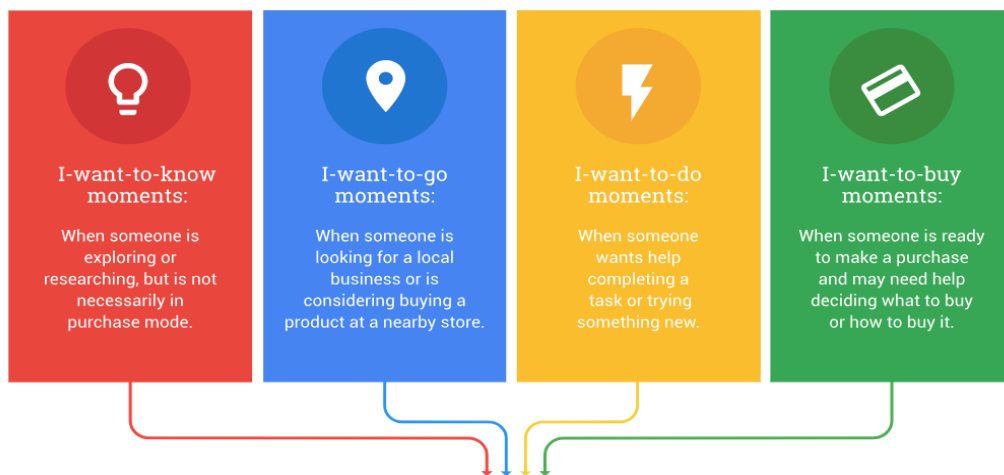 I-want-to-know
moments:
When someone is
exploring or
researching, but is not
necessarily in
purchase mode.
I-want-to-go
moments:
When someone is
looking for a local
business or is
considering buying a
product at a nearby store.
I-want-to-do
moments:
When someone
wants help
completing a
task or trying
something new.
I-want-to-buy
moments:
When someone is ready
to make a purchase
and may need help
deciding what to buy
or how to buy it.